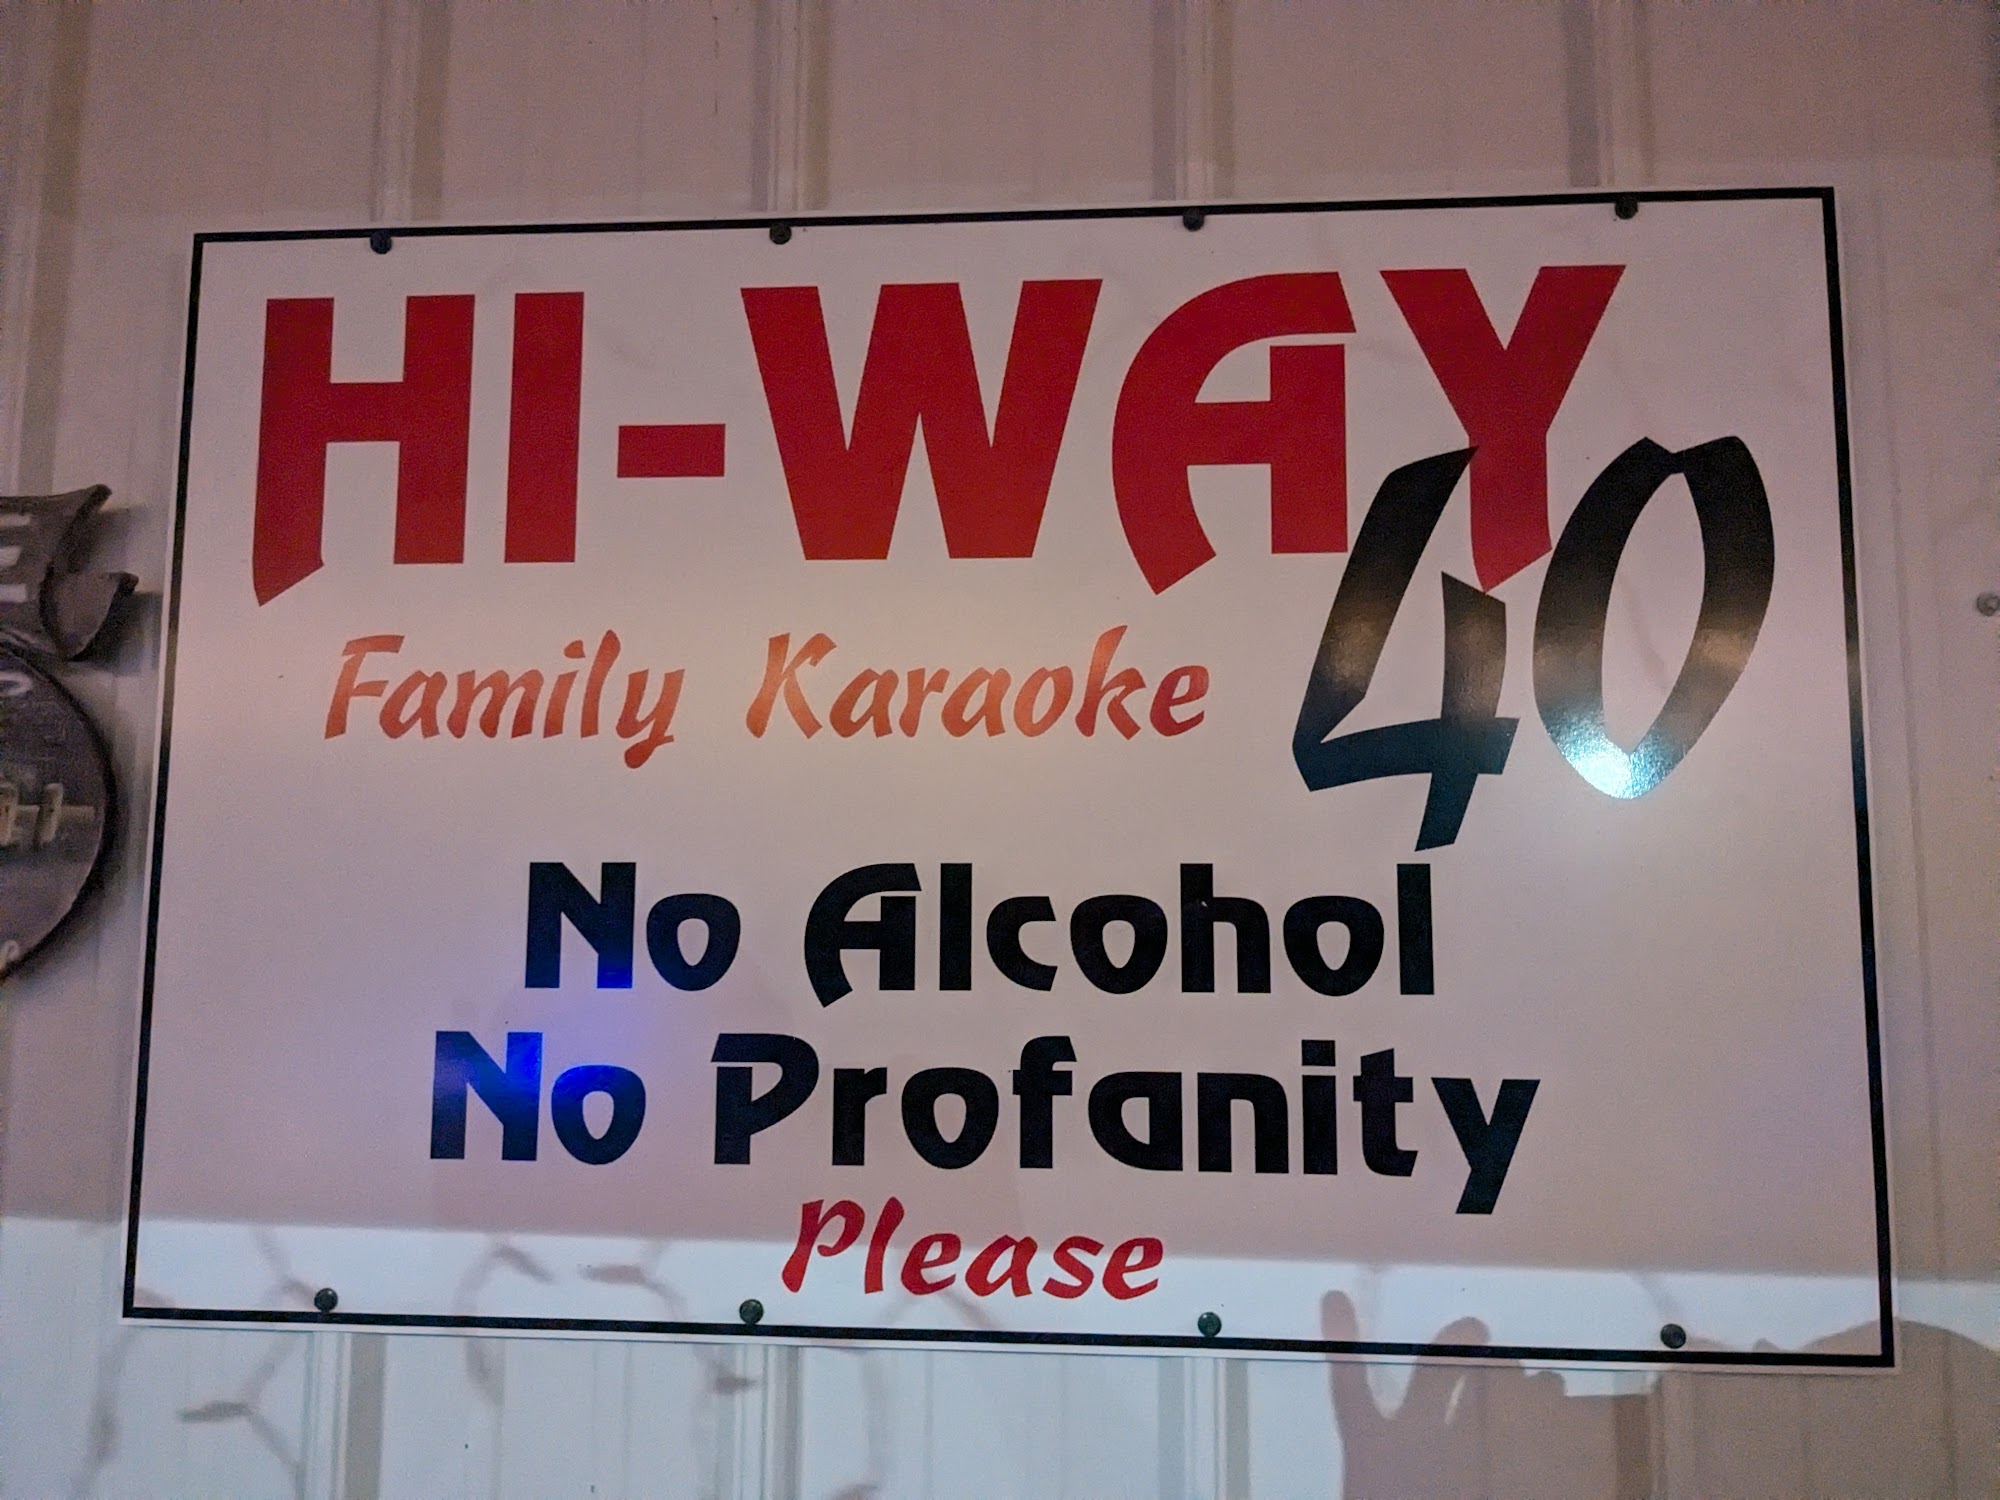 HI-WAY 40
Family Karaoke
No Alcohol
No Profanity
Please